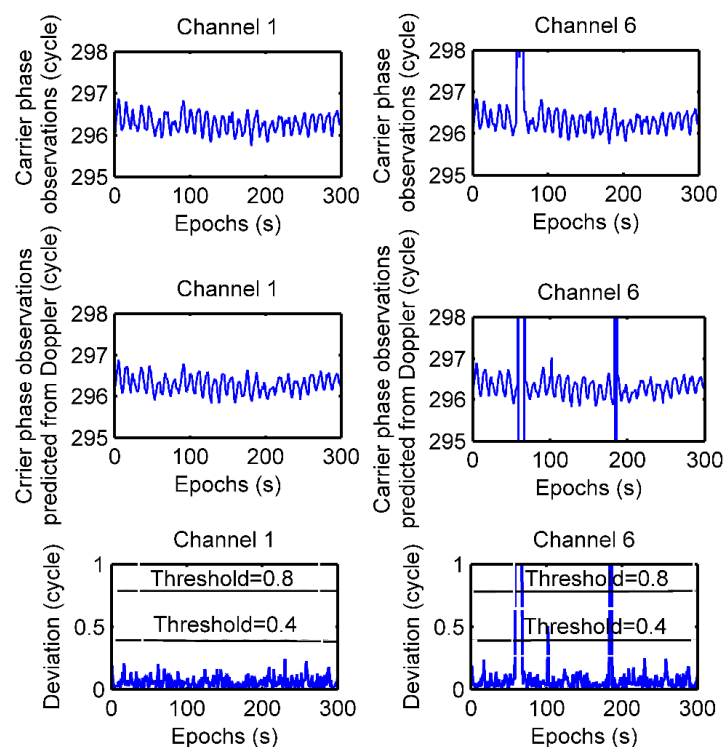 Channel 1
Carrier phase
observations (cycle)
298
297
296
295
0
100
200
300
Epochs (s)
Channel 6
Carrier phase
observations (cycle)
298
297
296
295
0
100
200
300
Epochs (s)
Channel 1
Crrier phase observations
predicted from Doppler (cycle)
298
297
296
295
0
100
200
300
Epochs (s)
Channel 6
Carrier phase observations
predicted from Doppler (cycle)
298
297
296
295
0
100
200
300
Epochs (s)
Channel 1
Deviation (cycle)
1
0.5
0
Threshold=0.8
Threshold=0.4
0
100
200
300
Epochs (s)
Channel 6
Deviation (cycle)
1
0.5
0
Threshold=0.8
Threshold=0.4
0
100
200
300
Epochs (s)